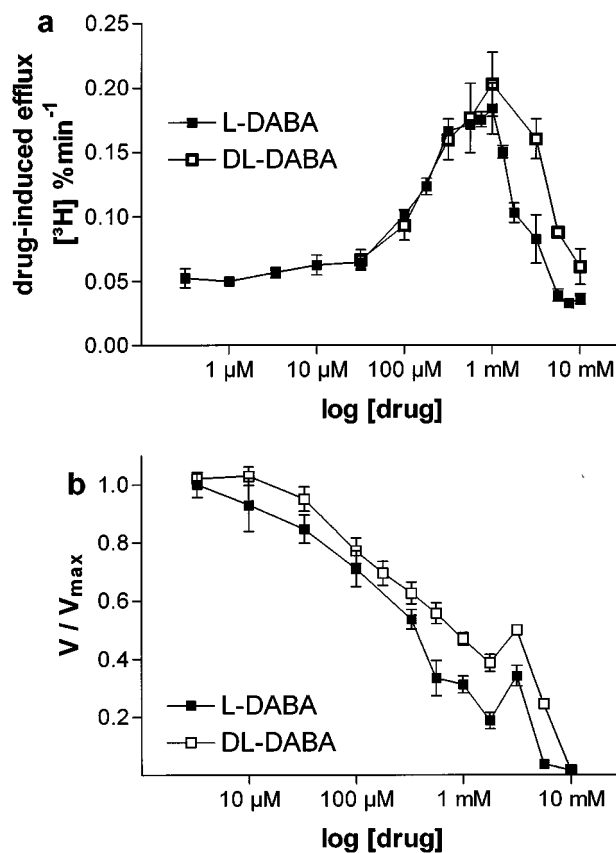 a
drug-induced efflux
[³H] %min⁻¹
0.25
0.20
0.15
0.10
0.05
0.00
L-DABA
DL-DABA
1 µM
10 µM
100 µM
1 mM
10 mM
log [drug]
b
V / Vmax
1.0
0.8
0.6
0.4
0.2
L-DABA
DL-DABA
10 µM
100 µM
1 mM
10 mM
log [drug]